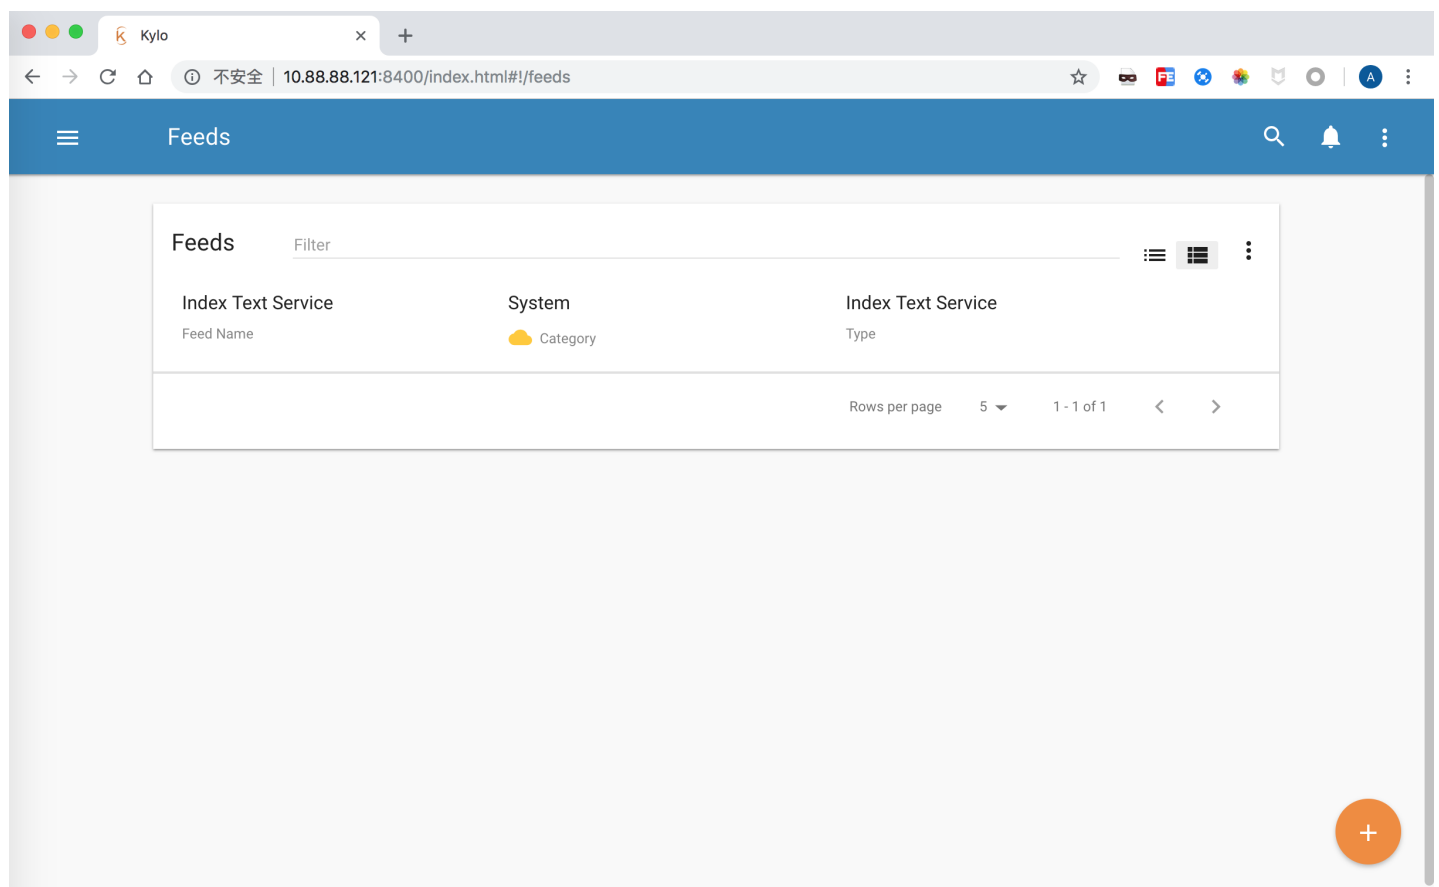 Kylo
不安全 10.88.88.121:8400/index.html#!/feeds
FE
A
Feeds
Feeds Filter
Index Text Service System Index Text Service
Feed Name Category Type
Rows per page 5 1 - 1 of 1